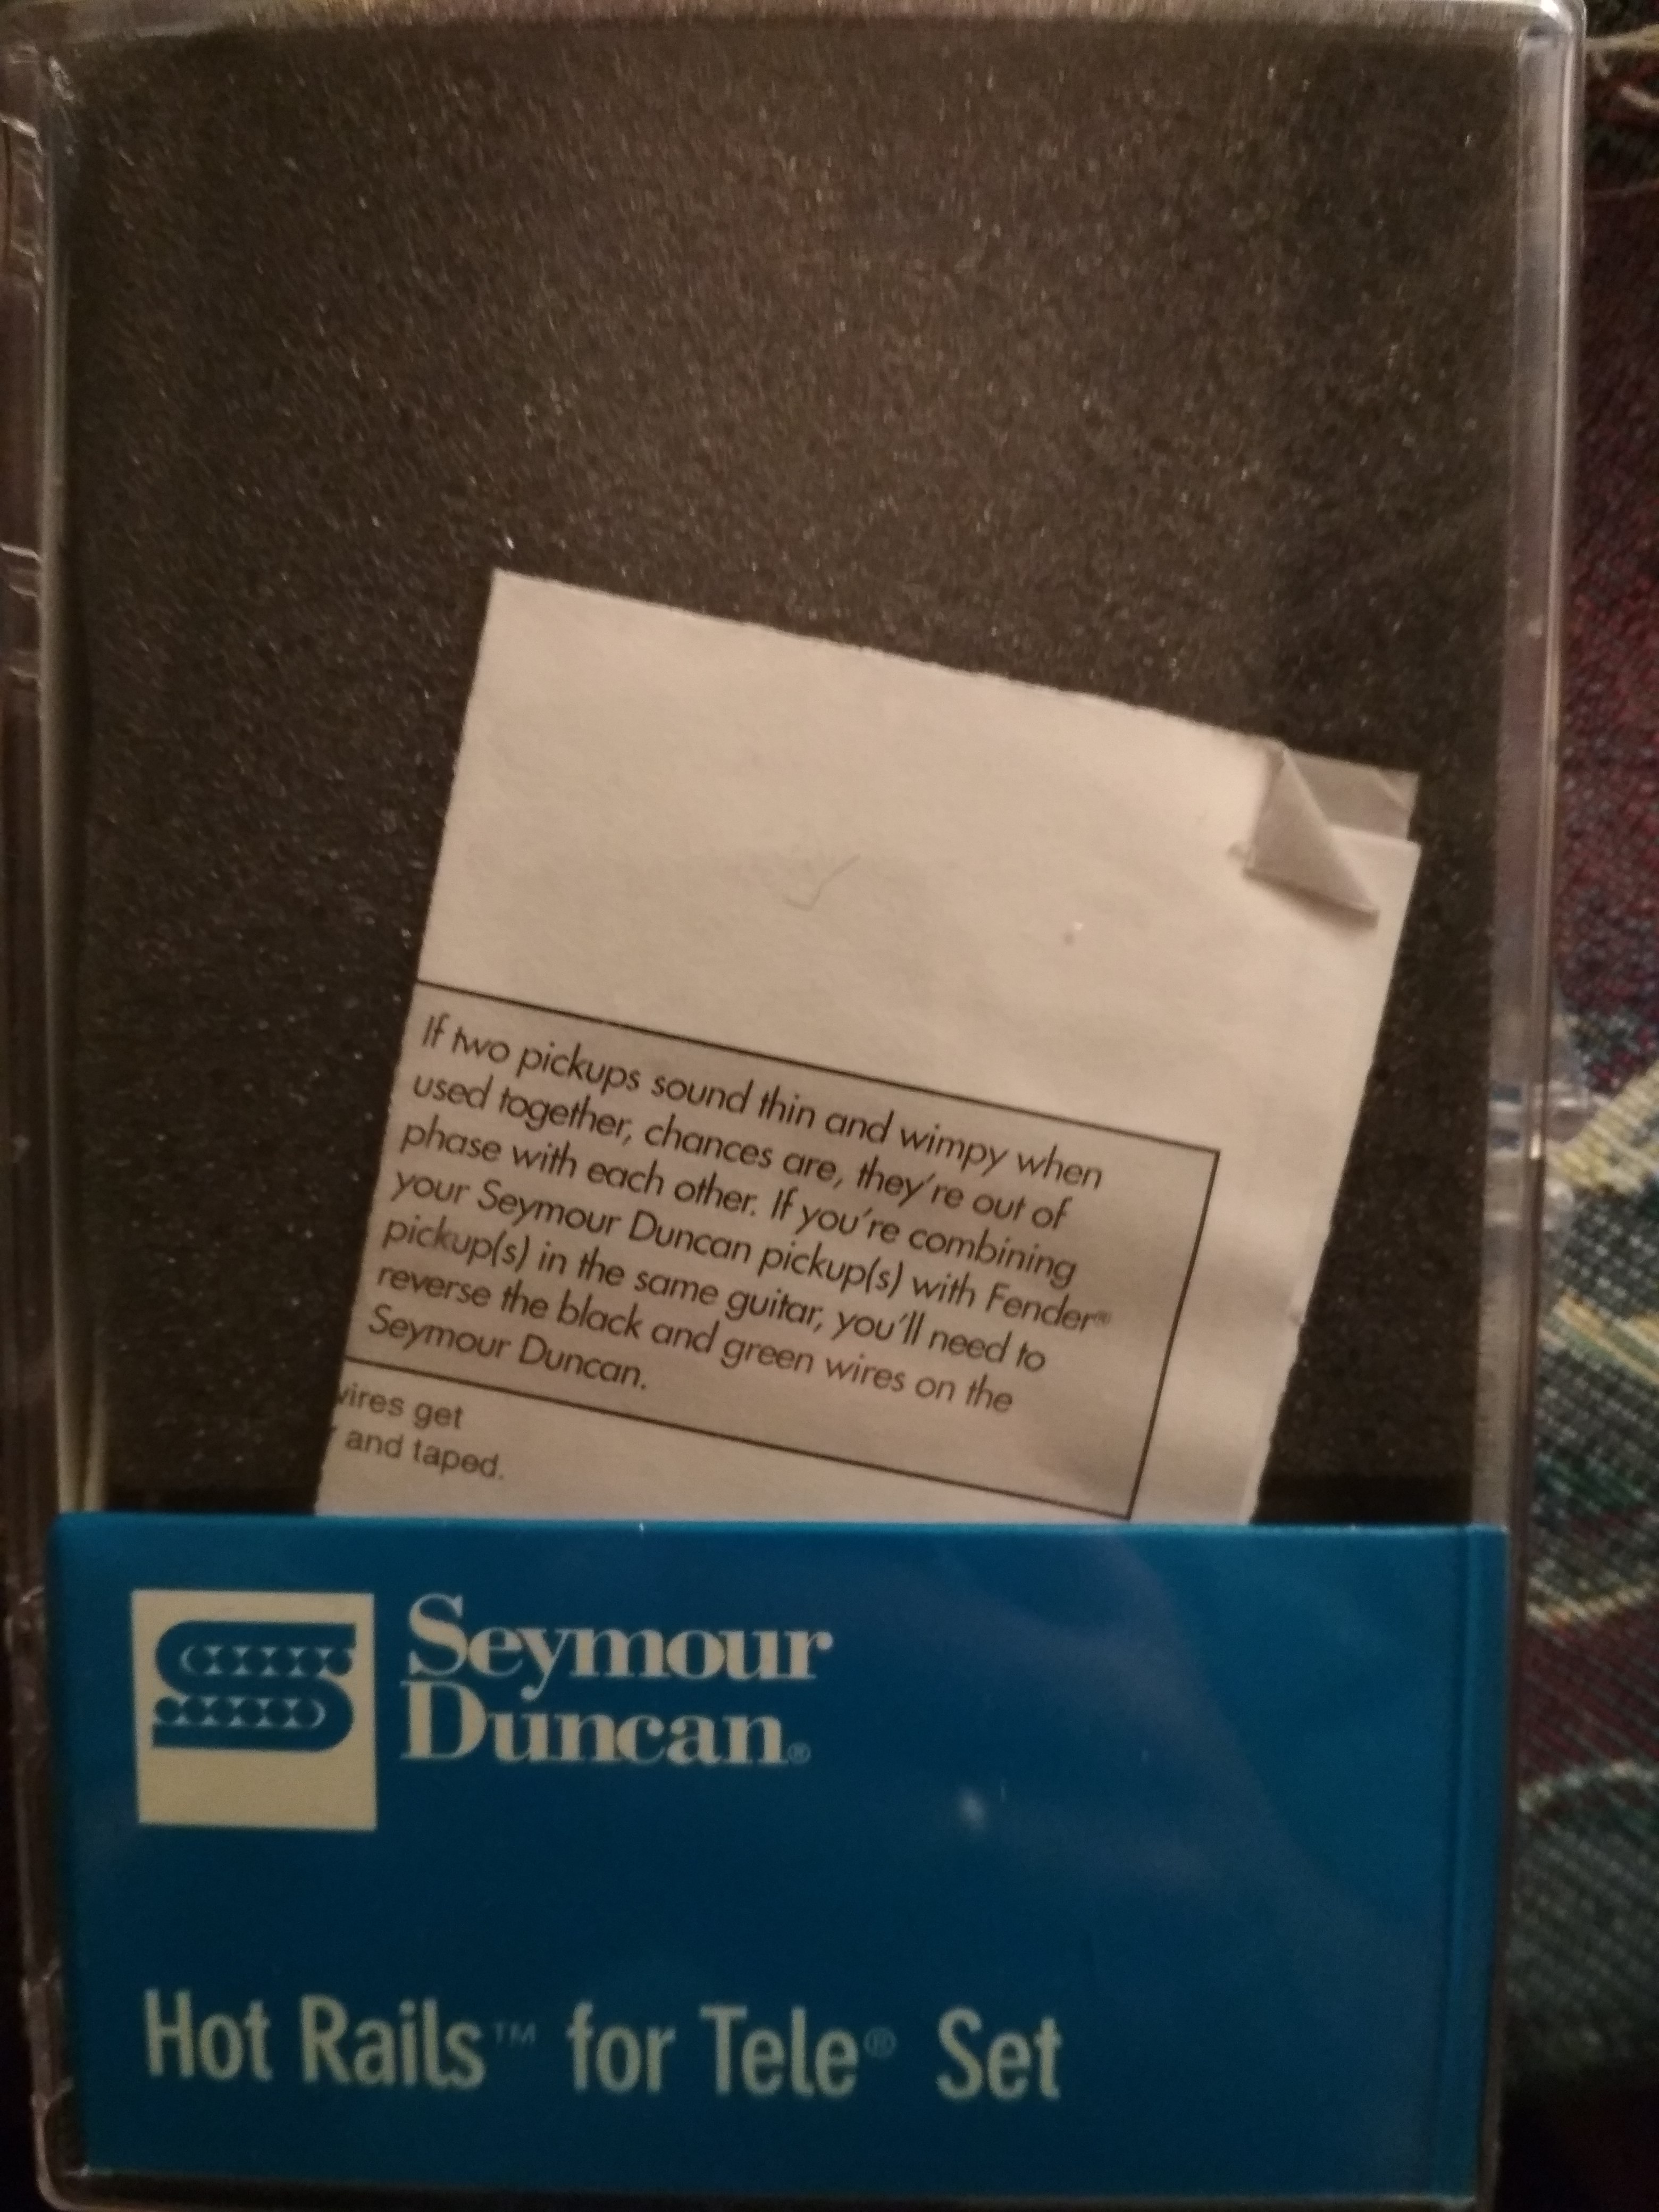 If two pickups sound thin and wimpy when
used together, chances are, they're out of
phase with each other. If you're combining
your Seymour Duncan pickup(s) with Fender®
pickup(s) in the same guitar, you'll need to
reverse the black and green wires on the
Seymour Duncan.
wires get
and taped.
Seymour
Duncan®
Hot Rails™ for Tele® Set